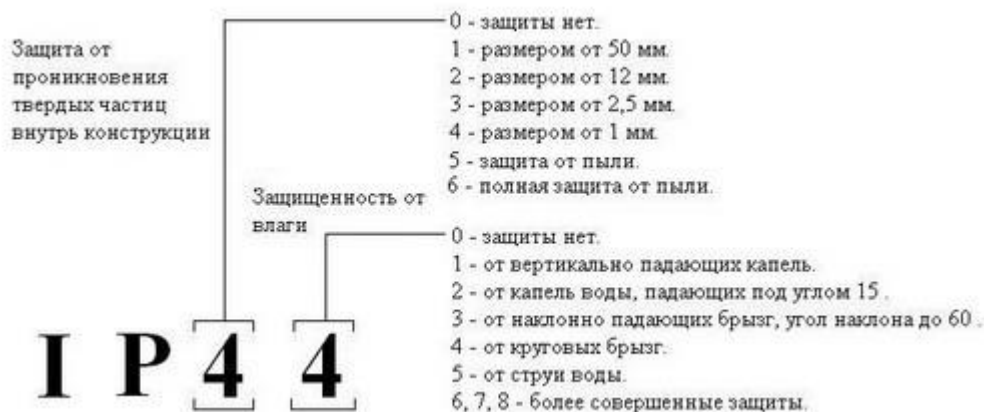 Защита от
проникновения
твердых частиц
внутрь конструкции
0 - защиты нет.
1 - размером от 50 мм.
2 - размером от 12 мм.
3 - размером от 2,5 мм.
4 - размером от 1 мм.
5 - защита от пыли.
6 - полная защита от пыли.
Защищенность от
влаги
0 - защиты нет.
1 - от вертикально падающих капель.
2 - от капель воды, падающих под углом 15 .
3 - от наклонно падающих брызг, угол наклона до 60 .
4 - от круговых брызг.
5 - от струи воды.
6, 7, 8 - более совершенные защиты.
I P 4 4